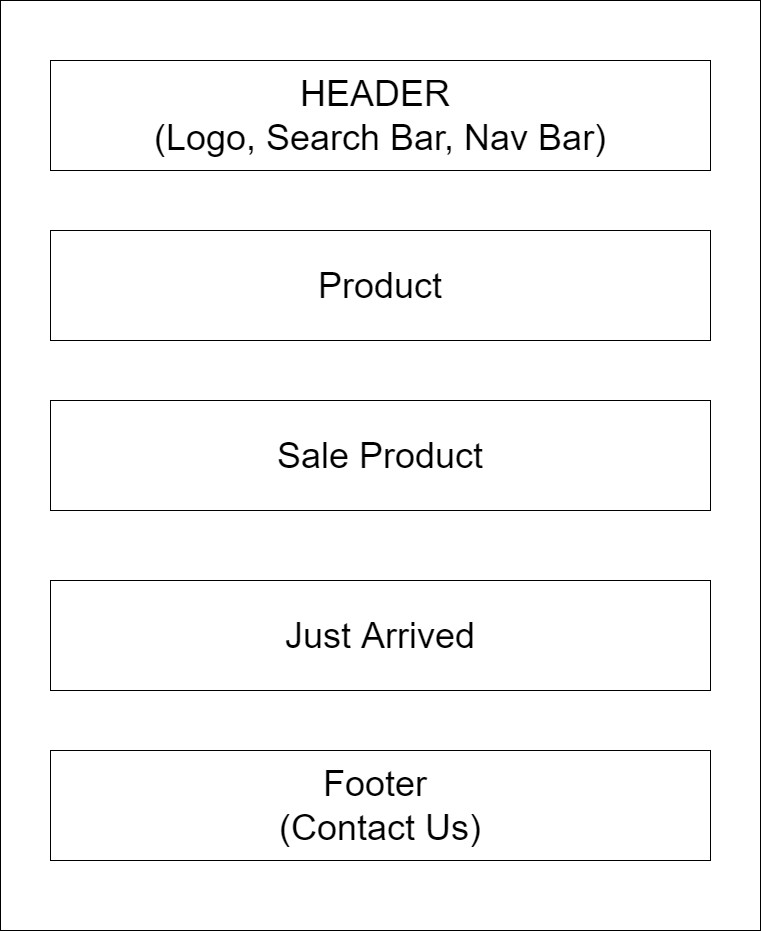 HEADER
(Logo, Search Bar, Nav Bar)
Product
Sale Product
Just Arrived
Footer
(Contact Us)